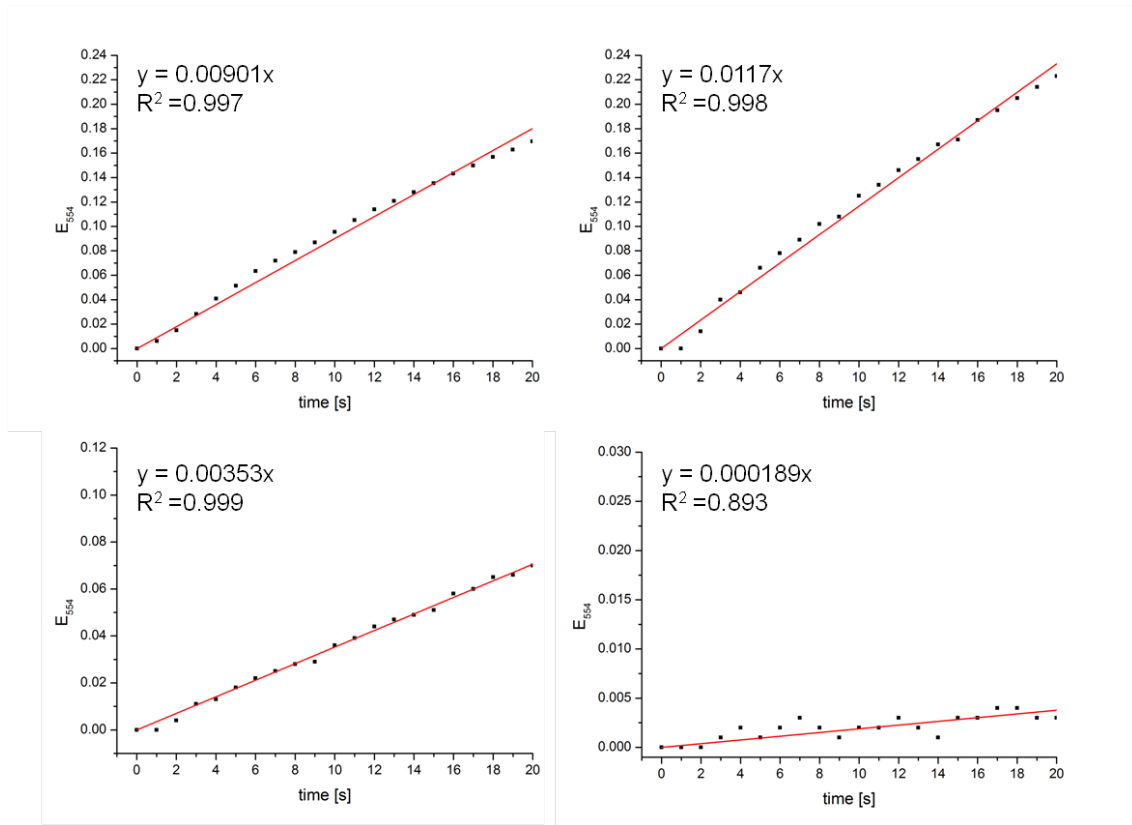 y = 0.00901x
R² =0.997
0.24
0.22
0.20
0.18
0.16
0.14
0.12
0.10
0.08
0.06
0.04
0.02
0.00
E554
0 2 4 6 8 10 12 14 16 18 20
time [s]
y = 0.0117x
R² =0.998
0.24
0.22
0.20
0.18
0.16
0.14
0.12
0.10
0.08
0.06
0.04
0.02
0.00
E554
0 2 4 6 8 10 12 14 16 18 20
time [s]
y = 0.00353x
R² =0.999
0.12
0.10
0.08
0.06
0.04
0.02
0.00
E554
0 2 4 6 8 10 12 14 16 18 20
time [s]
y = 0.000189x
R² =0.893
0.030
0.025
0.020
0.015
0.010
0.005
0.000
E554
0 2 4 6 8 10 12 14 16 18 20
time [s]